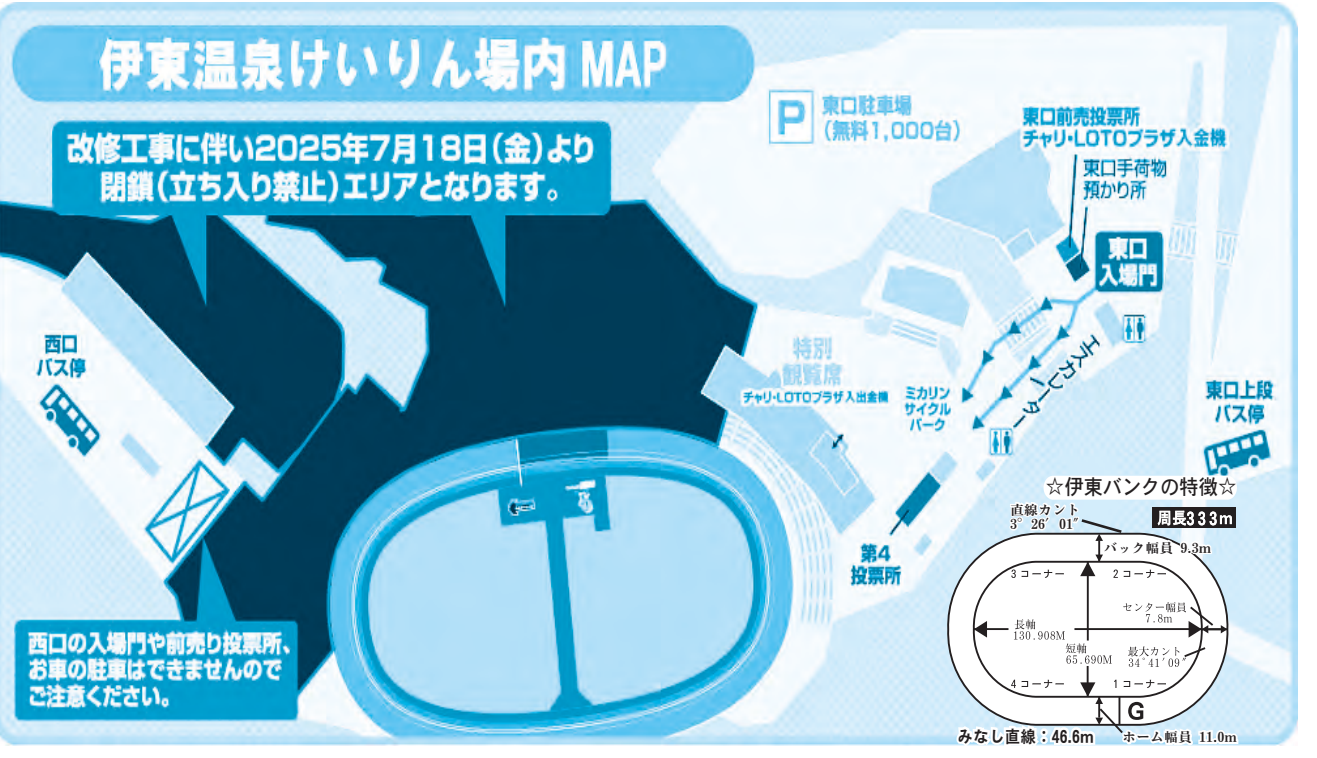 伊東温泉けいりん場内 MAP
改修工事に伴い2025年7月18日(金)より
閉鎖(立ち入り禁止)エリアとなります。
P
東口駐車場
(無料1,000台)
東口前売投票所
チャリ・LOTOプラザ入金機
東口手荷物
預かり所
東口
入場門
エスカレーター
西口
バス停
特別
観覧席
チャリ・LOTOプラザ入出金機
ミカリン
サイクル
パーク
東口上段
バス停
第4
投票所
西口の入場門や前売り投票所、
お車の駐車はできませんので
ご注意ください。
☆伊東バンクの特徴☆
周長333m
直線カント
3° 26′ 01″
バック幅員 9.3m
3コーナー
2コーナー
センター幅員
7.8m
長軸
130.908M
短軸
65.690M
最大カント
34°41′09″
4コーナー
1コーナー
G
みなし直線：46.6m
ホーム幅員 11.0m